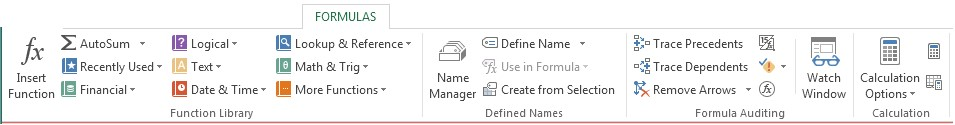 FORMULAS
fx
Insert Function
AutoSum
Recently Used
Financial
Logical
Text
Date & Time
Lookup & Reference
Math & Trig
More Functions
Function Library
Name Manager
Define Name
Use in Formula
Create from Selection
Defined Names
Trace Precedents
Trace Dependents
Remove Arrows
fx
Watch Window
Formula Auditing
Calculation Options
Calculation